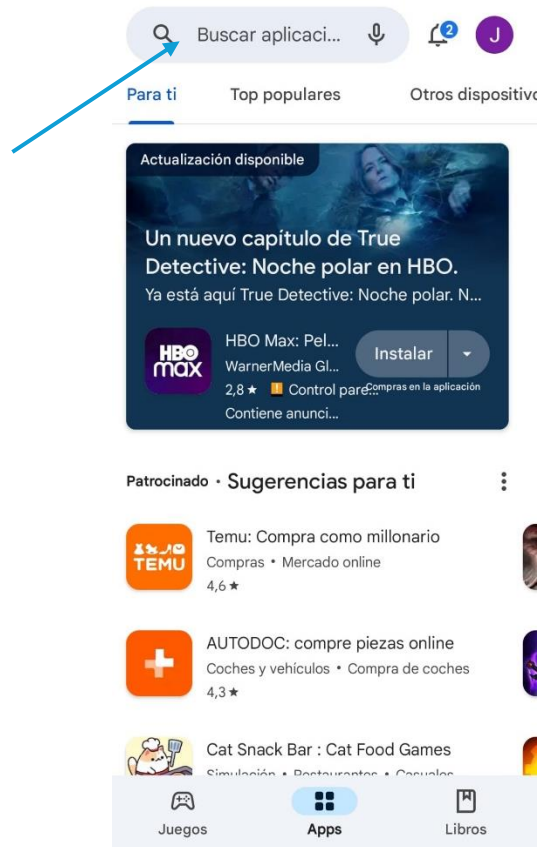 Buscar aplicaci...
2
J
Para ti
Top populares
Otros dispositivo
Actualización disponible
Un nuevo capítulo de True
Detective: Noche polar en HBO.
Ya está aquí True Detective: Noche polar. N...
HBO max
HBO Max: Pel...
WarnerMedia Gl...
2,8 ★ Control pare...
Contiene anunci...
Instalar
Compras en la aplicación
Patrocinado · Sugerencias para ti
TEMU
Temu: Compra como millonario
Compras • Mercado online
4,6 ★
AUTODOC: compre piezas online
Coches y vehículos • Compra de coches
4,3 ★
Cat Snack Bar : Cat Food Games
Simulación • Restaurantes • Casuales
Juegos
Apps
Libros